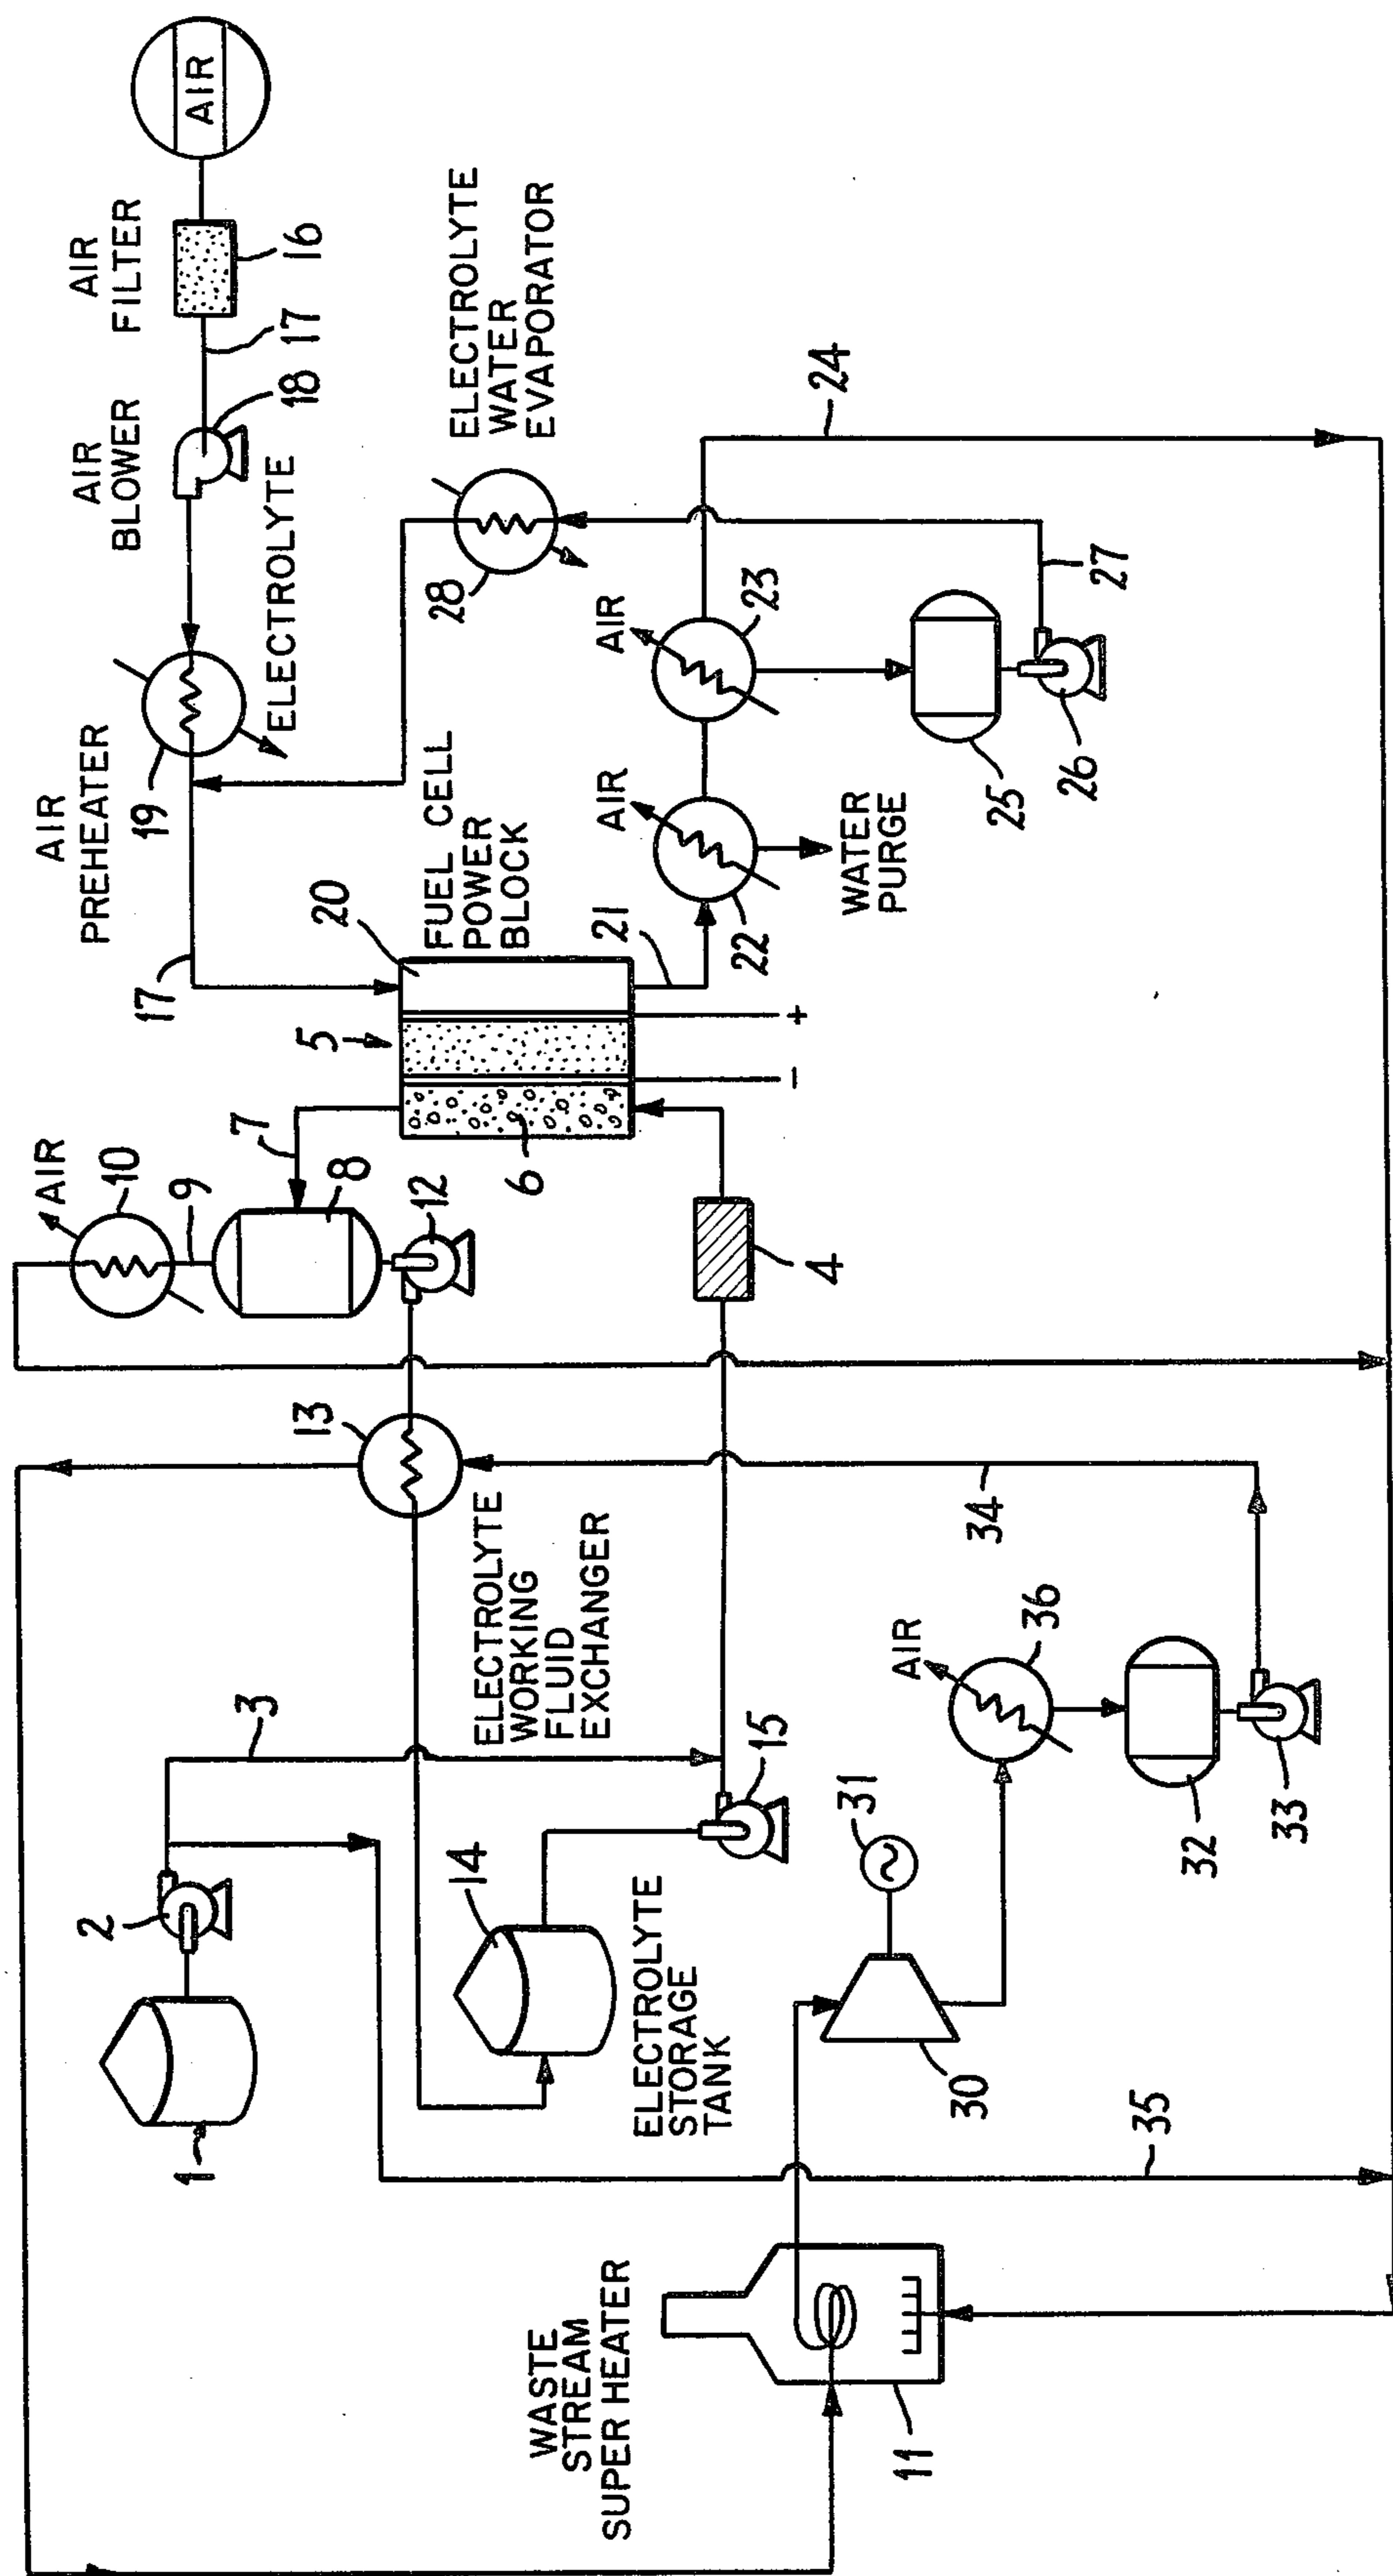 AIR
AIR
FILTER
16
17
AIR
BLOWER
18
AIR
PREHEATER
19
ELECTROLYTE
17
ELECTROLYTE
WATER
EVAPORATOR
28
FUEL CELL
POWER
BLOCK
20
5
6
-
+
21
22
AIR
WATER
PURGE
23
AIR
24
25
26
27
7
8
9
10
AIR
12
4
13
ELECTROLYTE
WORKING
FLUID
EXCHANGER
34
3
2
1
14
ELECTROLYTE
STORAGE
TANK
15
31
30
36
AIR
32
33
35
WASTE
STREAM
SUPER HEATER
11